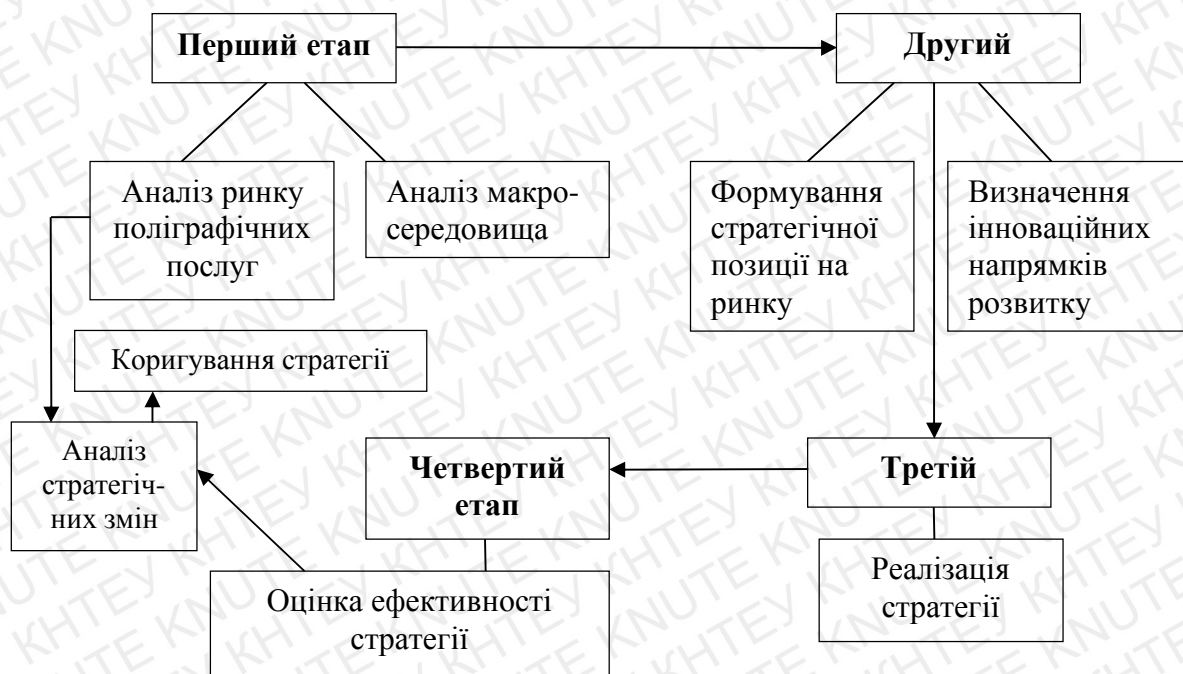 Перший етап
Другий
Аналіз ринку
поліграфічних
послуг
Аналіз макро-
середовища
Формування
стратегічної
позиції на
ринку
Визначення
інноваційних
напрямків
розвитку
Коригування стратегії
Аналіз
стратегіч-
них змін
Четвертий
етап
Третій
Оцінка ефективності
стратегії
Реалізація
стратегії